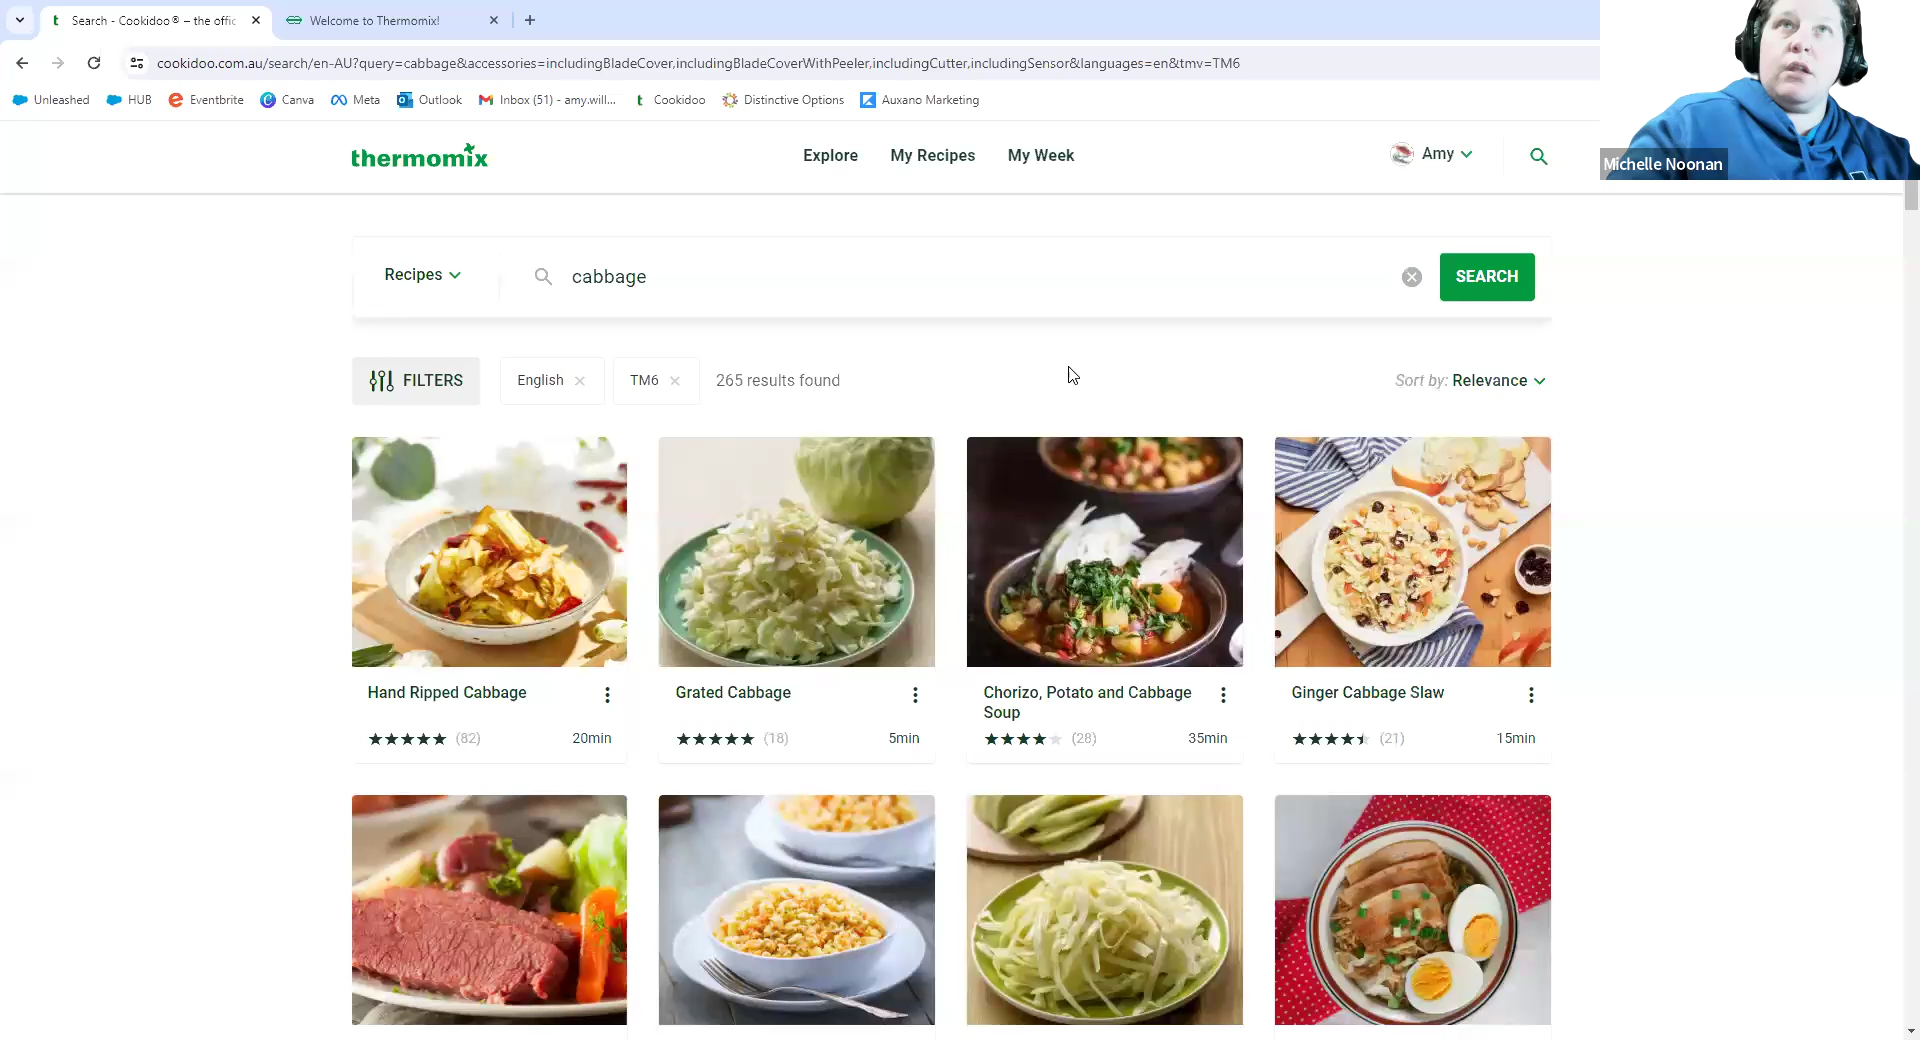 Search - Cookidoo® – the offic
Welcome to Thermomix!
cookidoo.com.au/search/en-AU?query=cabbage&accessories=includingBladeCover,includingBladeCoverWithPeeler,includingCutter,includingSensor&languages=en&tmv=TM6
Unleashed HUB Eventbrite Canva Meta Outlook Inbox (51) - amy.will... Cookidoo Distinctive Options Auxano Marketing
Michelle Noonan
thermomix
Explore My Recipes My Week
Amy
Recipes
cabbage
SEARCH
FILTERS
English
TM6
265 results found
Sort by: Relevance
Hand Ripped Cabbage
(82) 20min
Grated Cabbage
(18) 5min
Chorizo, Potato and Cabbage
Soup
(28) 35min
Ginger Cabbage Slaw
(21) 15min